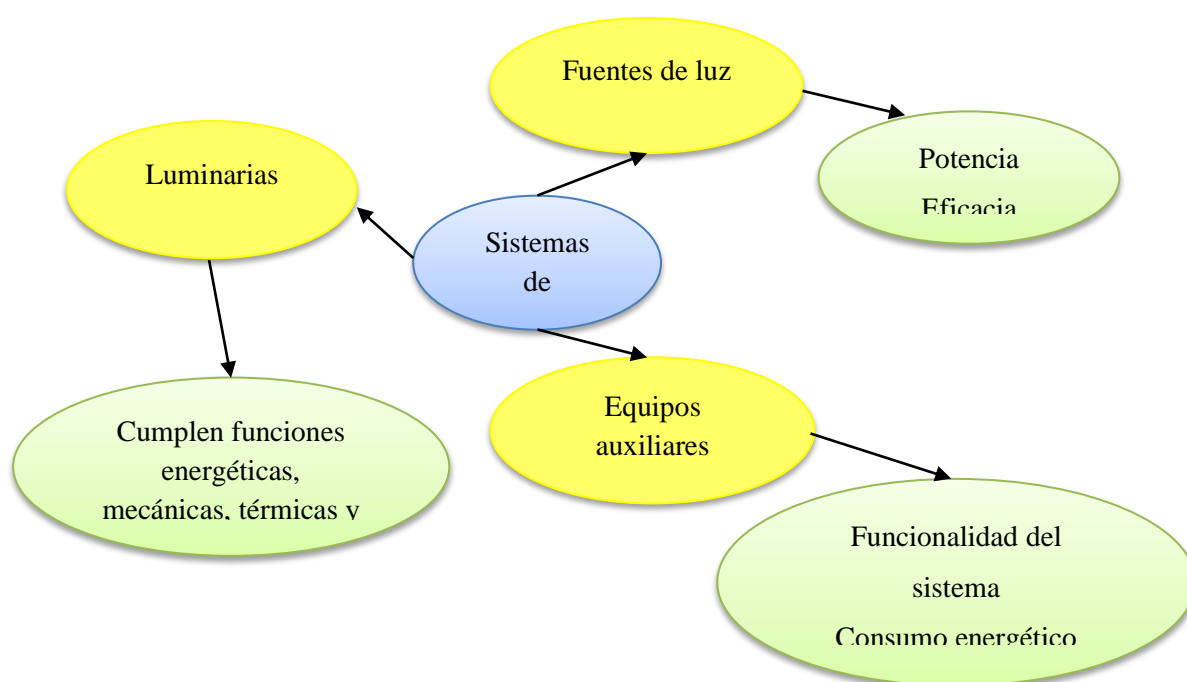 Fuentes de luz
Potencia
Eficacia
Luminarias
Sistemas
de
Equipos
auxiliares
Cumplen funciones
energéticas,
mecánicas, térmicas y
Funcionalidad del
sistema
Consumo energético